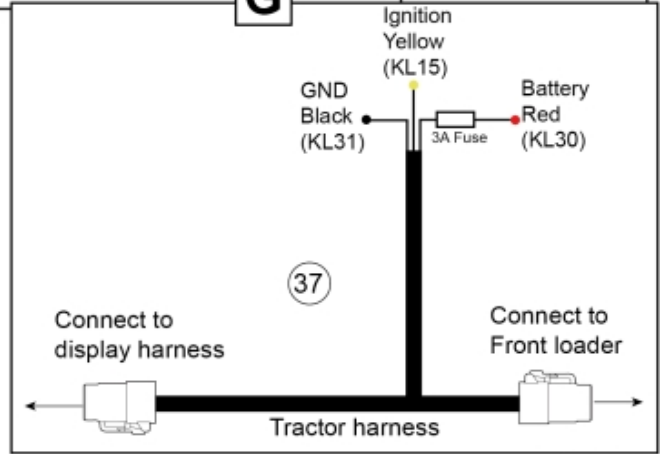 G
Ignition
Yellow
(KL15)
GND
Black
(KL31)
Battery
Red
(KL30)
3A Fuse
37
Connect to
display harness
Connect to
Front loader
Tractor harness